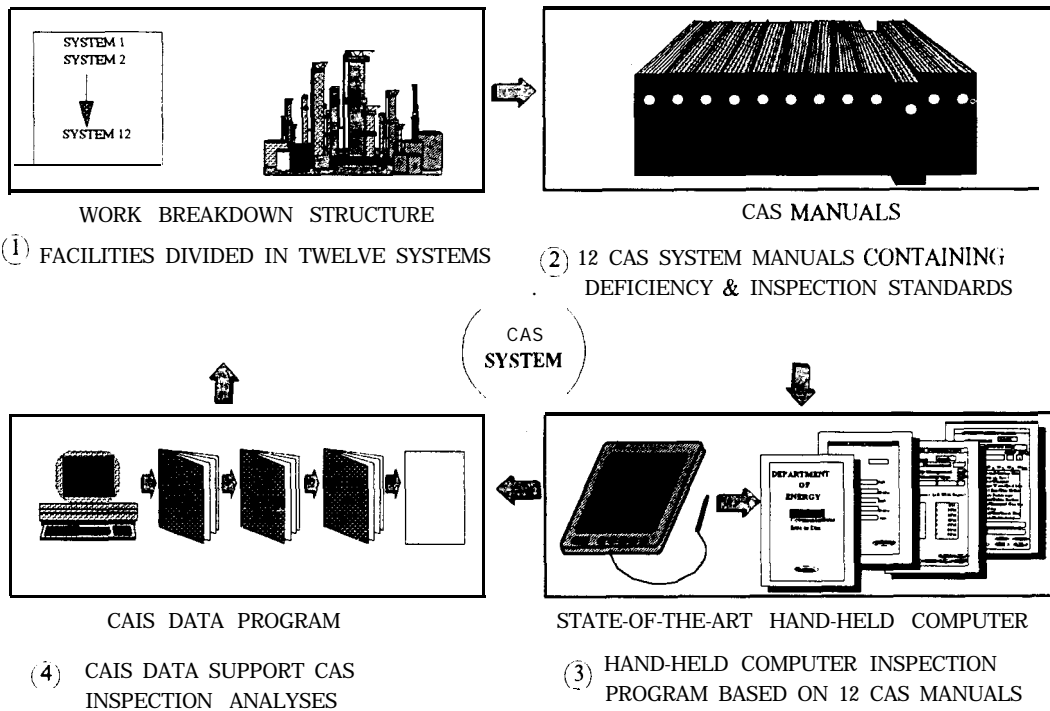 SYSTEM 1
SYSTEM 2
SYSTEM 12
WORK BREAKDOWN STRUCTURE
① FACILITIES DIVIDED IN TWELVE SYSTEMS
CAS MANUALS
② 12 CAS SYSTEM MANUALS CONTAINING
DEFICIENCY & INSPECTION STANDARDS
CAS
SYSTEM
DEPARTMENT
OF
ENERGY
STATE-OF-THE-ART HAND-HELD COMPUTER
③ HAND-HELD COMPUTER INSPECTION
PROGRAM BASED ON 12 CAS MANUALS
CAIS DATA PROGRAM
④ CAIS DATA SUPPORT CAS
INSPECTION ANALYSES